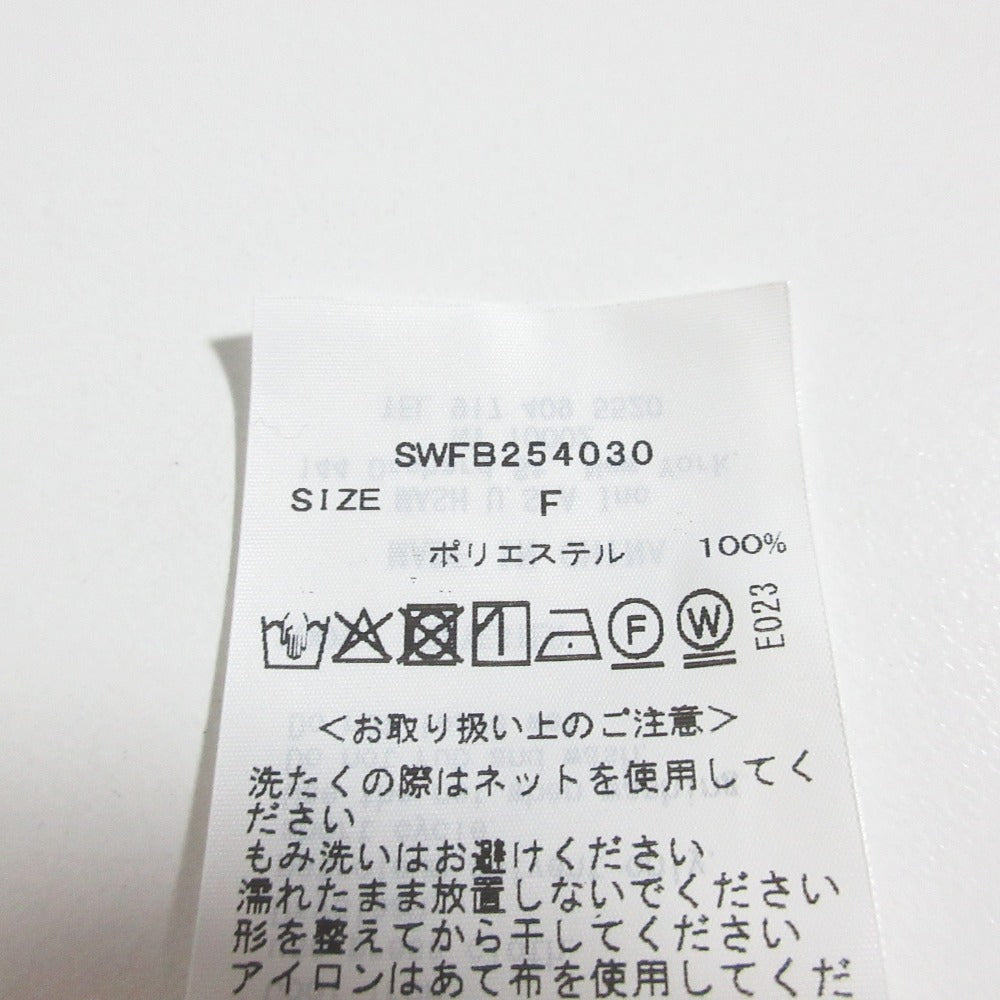 SWFB254030
SIZE F
ポリエステル 100%
F
W
E023
<お取り扱い上のご注意>
洗たくの際はネットを使用してく
ださい
もみ洗いはお避けください
濡れたまま放置しないでください
形を整えてから干してください
アイロンはあて布を使用してくだ